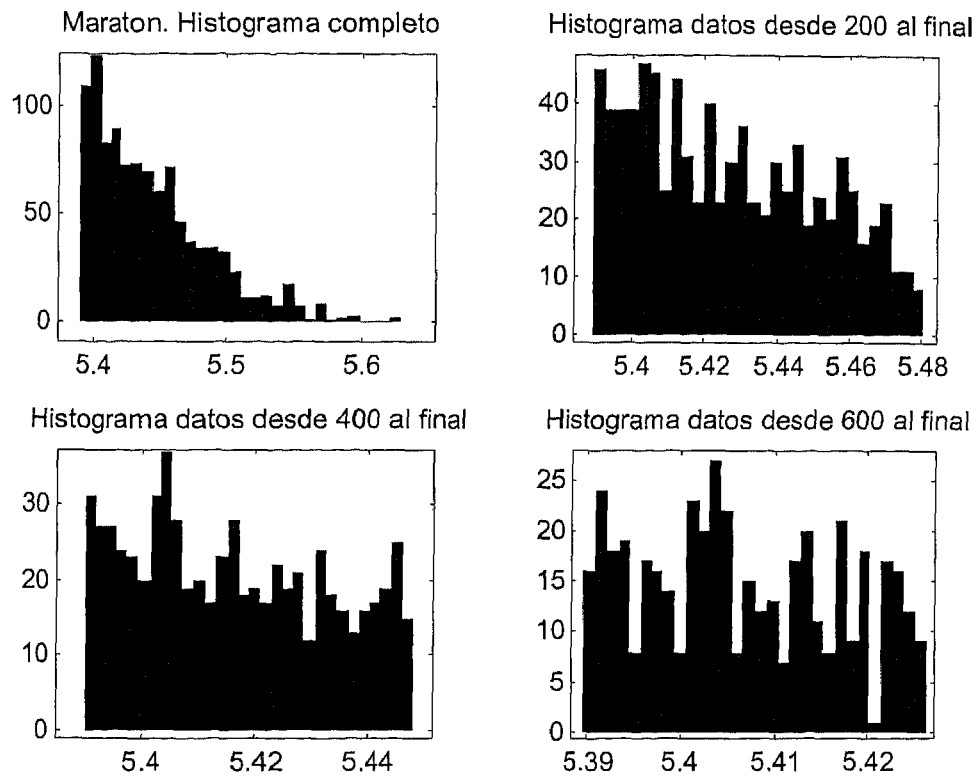 Maraton. Histograma completo
100
50
0
5.4 5.5 5.6
Histograma datos desde 200 al final
40
30
20
10
0
5.4 5.42 5.44 5.46 5.48
Histograma datos desde 400 al final
30
20
10
0
5.4 5.42 5.44
Histograma datos desde 600 al final
25
20
15
10
5
0
5.39 5.4 5.41 5.42